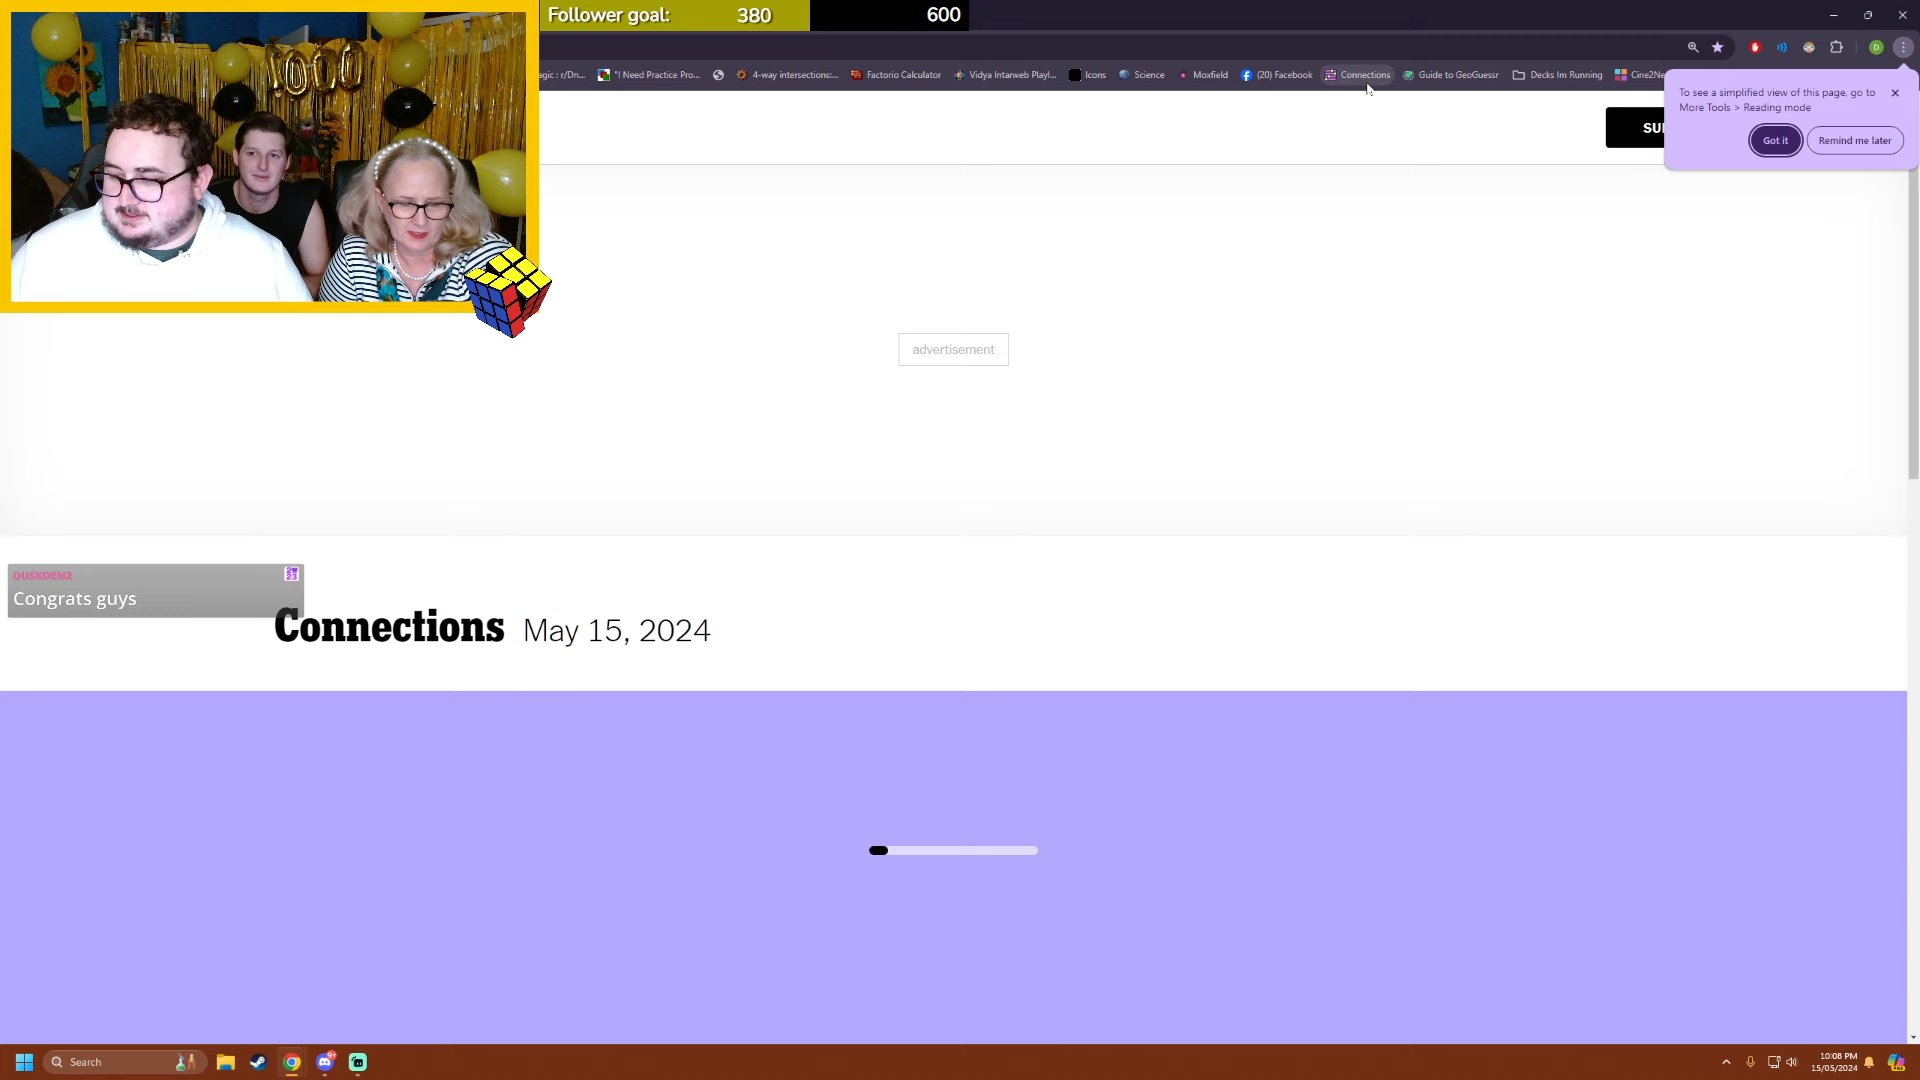 Follower goal: 380 600
agic : r/Dn...
"I Need Practice Pro...
4-way intersections:...
Factorio Calculator
Vidya Intarweb Playl...
Icons
Science
Moxfield
(20) Facebook
Connections
Guide to GeoGuessr
Decks Im Running
Cine2Ne
D
To see a simplified view of this page, go to
More Tools > Reading mode
Got it
Remind me later
SU
1000
advertisement
DUSKDEN2
Congrats guys
Connections May 15, 2024
Search
10:08 PM
15/05/2024